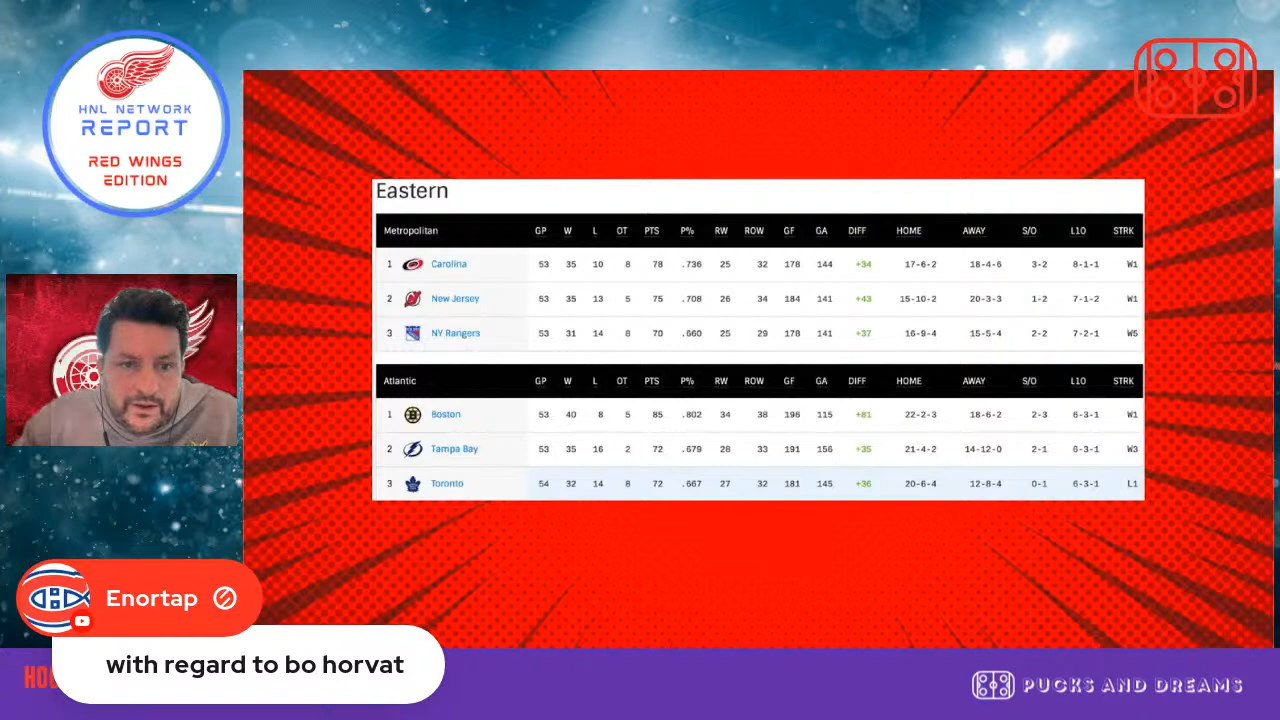 HNL NETWORK
REPORT
RED WINGS
EDITION
Eastern
Metropolitan GP W L OT PTS P% RW ROW GF GA DIFF HOME AWAY S/O L10 STRK
1 Carolina 53 35 10 8 78 .736 25 32 178 144 +34 17-6-2 18-4-6 3-2 8-1-1 W1
2 New Jersey 53 35 13 5 75 .708 26 34 184 141 +43 15-10-2 20-3-3 1-2 7-1-2 W1
3 NY Rangers 53 31 14 8 70 .660 25 29 178 141 +37 16-9-4 15-5-4 2-2 7-2-1 W5
Atlantic GP W L OT PTS P% RW ROW GF GA DIFF HOME AWAY S/O L10 STRK
1 Boston 53 40 8 5 85 .802 34 38 196 115 +81 22-2-3 18-6-2 2-3 6-3-1 W1
2 Tampa Bay 53 35 16 2 72 .679 28 33 191 156 +35 21-4-2 14-12-0 2-1 6-3-1 W3
3 Toronto 54 32 14 8 72 .667 27 32 181 145 +36 20-6-4 12-8-4 0-1 6-3-1 L1
Enortap
with regard to bo horvat
PUCKS AND DREAMS